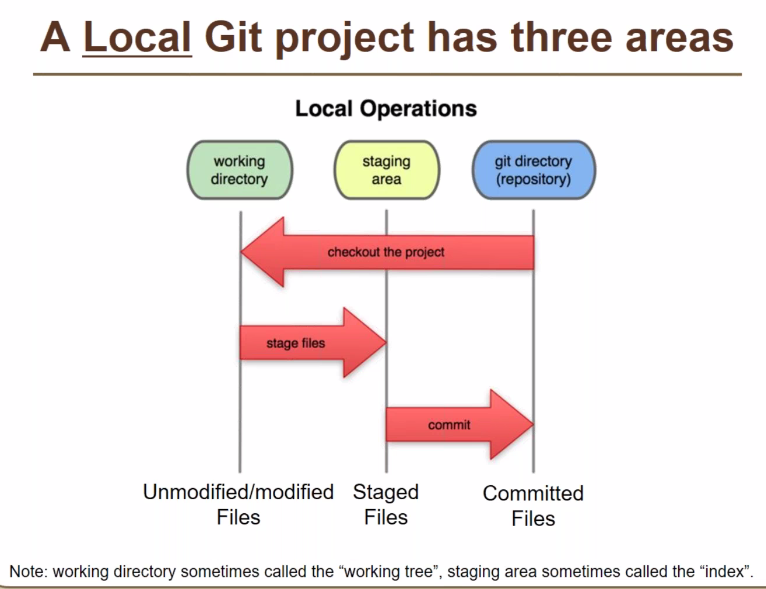 A Local Git project has three areas
Local Operations
working
directory
staging
area
git directory
(repository)
checkout the project
stage files
commit
Unmodified/modified
Files
Staged
Files
Committed
Files
Note: working directory sometimes called the “working tree”, staging area sometimes called the “index”.